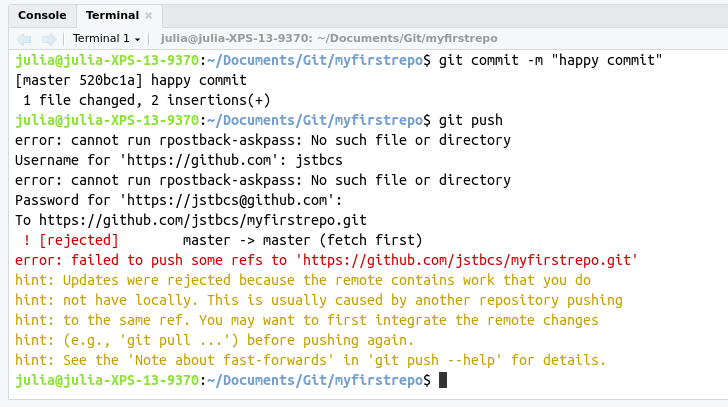 Console Terminal ×
Terminal 1 julia@julia-XPS-13-9370: ~/Documents/Git/myfirstrepo
julia@julia-XPS-13-9370:~/Documents/Git/myfirstrepo$ git commit -m "happy commit"
[master 520bc1a] happy commit
 1 file changed, 2 insertions(+)
julia@julia-XPS-13-9370:~/Documents/Git/myfirstrepo$ git push
error: cannot run rpostback-askpass: No such file or directory
Username for 'https://github.com': jstbcs
error: cannot run rpostback-askpass: No such file or directory
Password for 'https://jstbcs@github.com':
To https://github.com/jstbcs/myfirstrepo.git
 ! [rejected]        master -> master (fetch first)
error: failed to push some refs to 'https://github.com/jstbcs/myfirstrepo.git'
hint: Updates were rejected because the remote contains work that you do
hint: not have locally. This is usually caused by another repository pushing
hint: to the same ref. You may want to first integrate the remote changes
hint: (e.g., 'git pull ...') before pushing again.
hint: See the 'Note about fast-forwards' in 'git push --help' for details.
julia@julia-XPS-13-9370:~/Documents/Git/myfirstrepo$